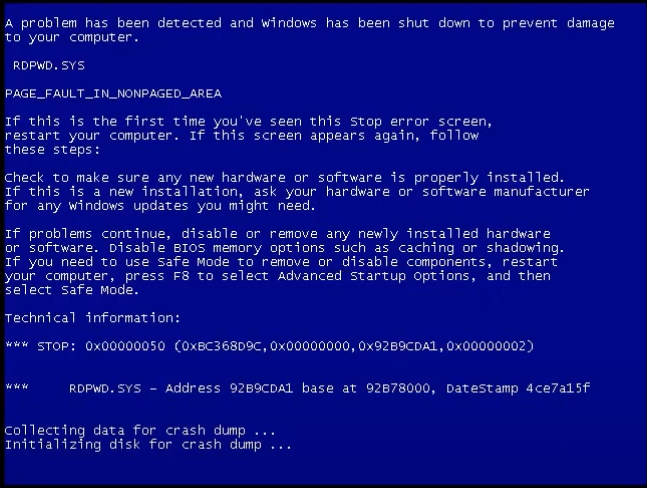 A problem has been detected and Windows has been shut down to prevent damage
to your computer.
RDPWD.SYS
PAGE_FAULT_IN_NONPAGED_AREA
If this is the first time you've seen this Stop error screen,
restart your computer. If this screen appears again, follow
these steps:
Check to make sure any new hardware or software is properly installed.
If this is a new installation, ask your hardware or software manufacturer
for any Windows updates you might need.
If problems continue, disable or remove any newly installed hardware
or software. Disable BIOS memory options such as caching or shadowing.
If you need to use Safe Mode to remove or disable components, restart
your computer, press F8 to select Advanced Startup Options, and then
select Safe Mode.
Technical information:
*** STOP: 0x00000050 (0xBC368D9C,0x00000000,0x92B9CDA1,0x00000002)
*** RDPWD.SYS - Address 92B9CDA1 base at 92B78000, DateStamp 4ce7a15f
Collecting data for crash dump ...
Initializing disk for crash dump ...